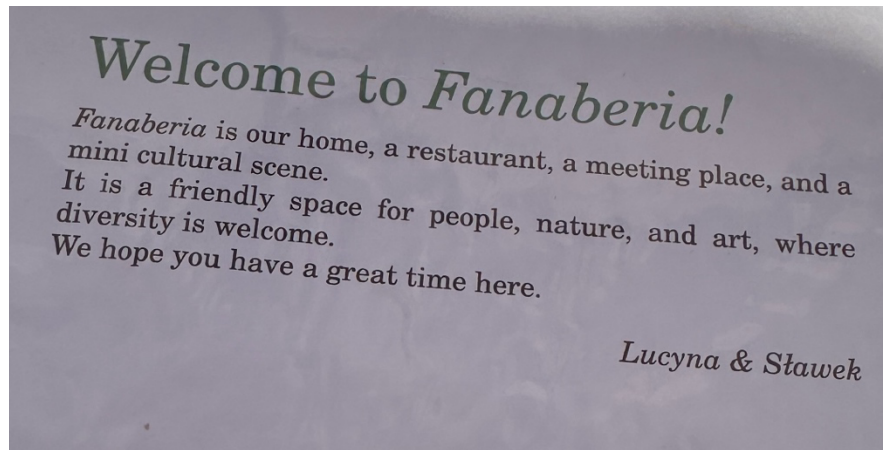 Welcome to Fanaberia!
Fanaberia is our home, a restaurant, a meeting place, and a
mini cultural scene.
It is a friendly space for people, nature, and art, where
diversity is welcome.
We hope you have a great time here.
Lucyna & Sławek